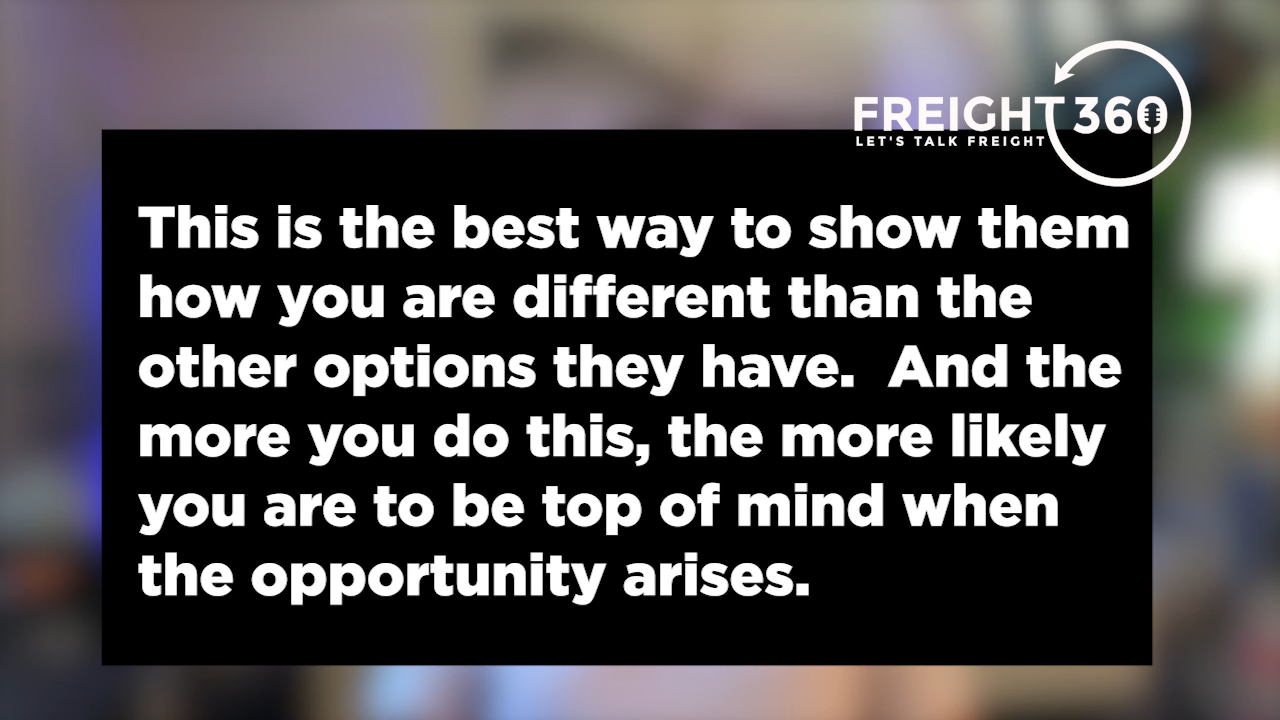 FREIGHT 360
LET'S TALK FREIGHT
This is the best way to show them
how you are different than the
other options they have.  And the
more you do this, the more likely
you are to be top of mind when
the opportunity arises.